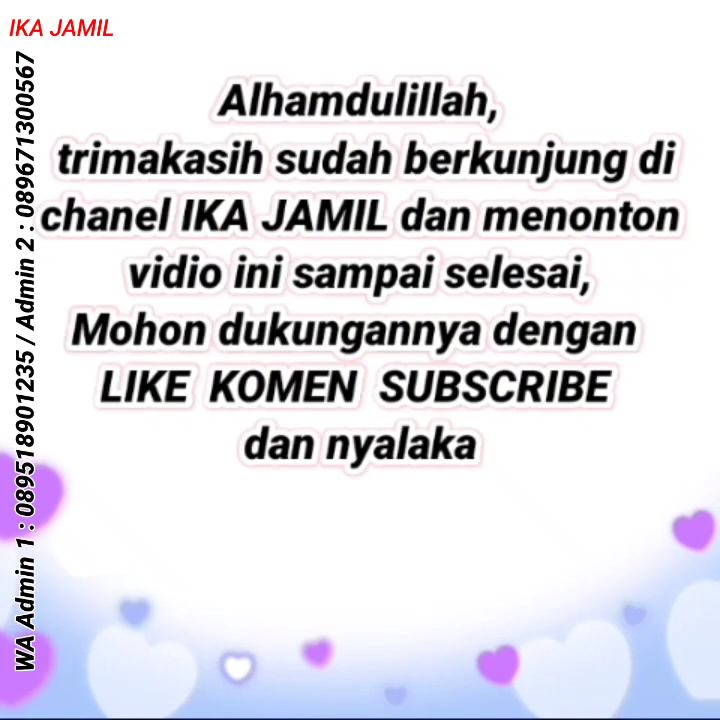 IKA JAMIL
WA Admin 1 : 089518901235 / Admin 2 : 089671300567
Alhamdulillah,
trimakasih sudah berkunjung di
chanel IKA JAMIL dan menonton
vidio ini sampai selesai,
Mohon dukungannya dengan
LIKE KOMEN SUBSCRIBE
dan nyalaka